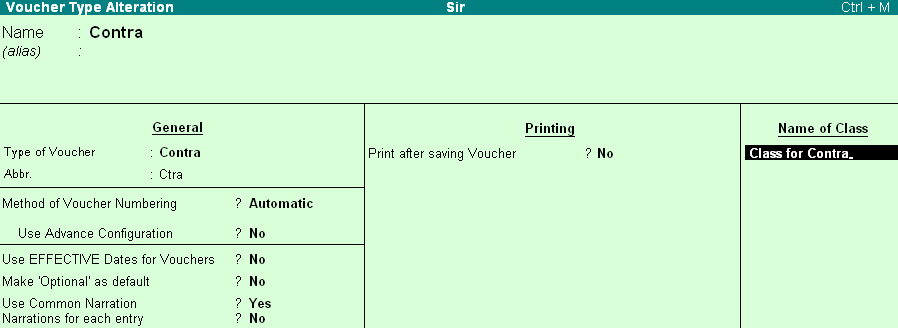 Voucher Type Alteration Sir Ctrl + M
Name : Contra
(alias) :
General
Type of Voucher : Contra
Abbr. : Ctra
Method of Voucher Numbering ? Automatic
Use Advance Configuration ? No
Use EFFECTIVE Dates for Vouchers ? No
Make 'Optional' as default ? No
Use Common Narration ? Yes
Narrations for each entry ? No
Printing
Print after saving Voucher ? No
Name of Class
Class for Contra